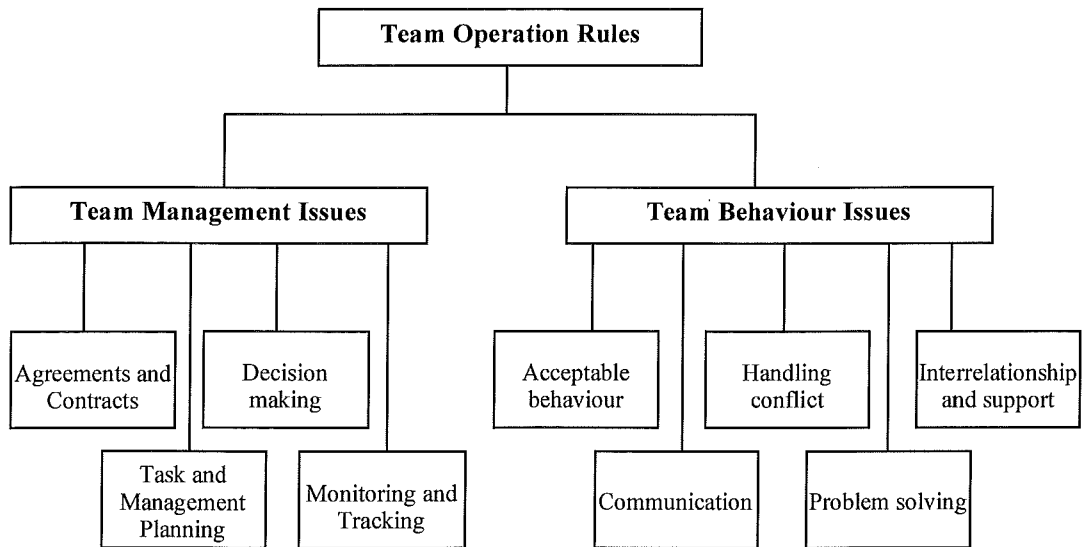 Team Operation Rules
Team Management Issues
Team Behaviour Issues
Agreements and
Contracts
Decision
making
Acceptable
behaviour
Handling
conflict
Interrelationship
and support
Task and
Management
Planning
Monitoring and
Tracking
Communication
Problem solving